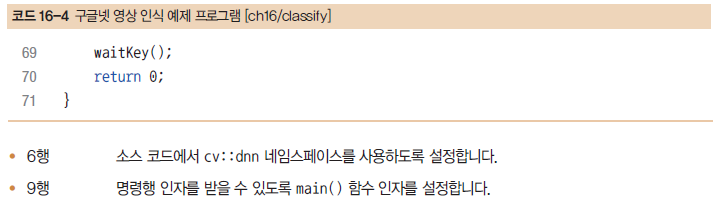 코드 16-4 구글넷 영상 인식 예제 프로그램 [ch16/classify]
69 waitKey();
70 return 0;
71 }
• 6행 소스 코드에서 cv::dnn 네임스페이스를 사용하도록 설정합니다.
• 9행 명령행 인자를 받을 수 있도록 main() 함수 인자를 설정합니다.